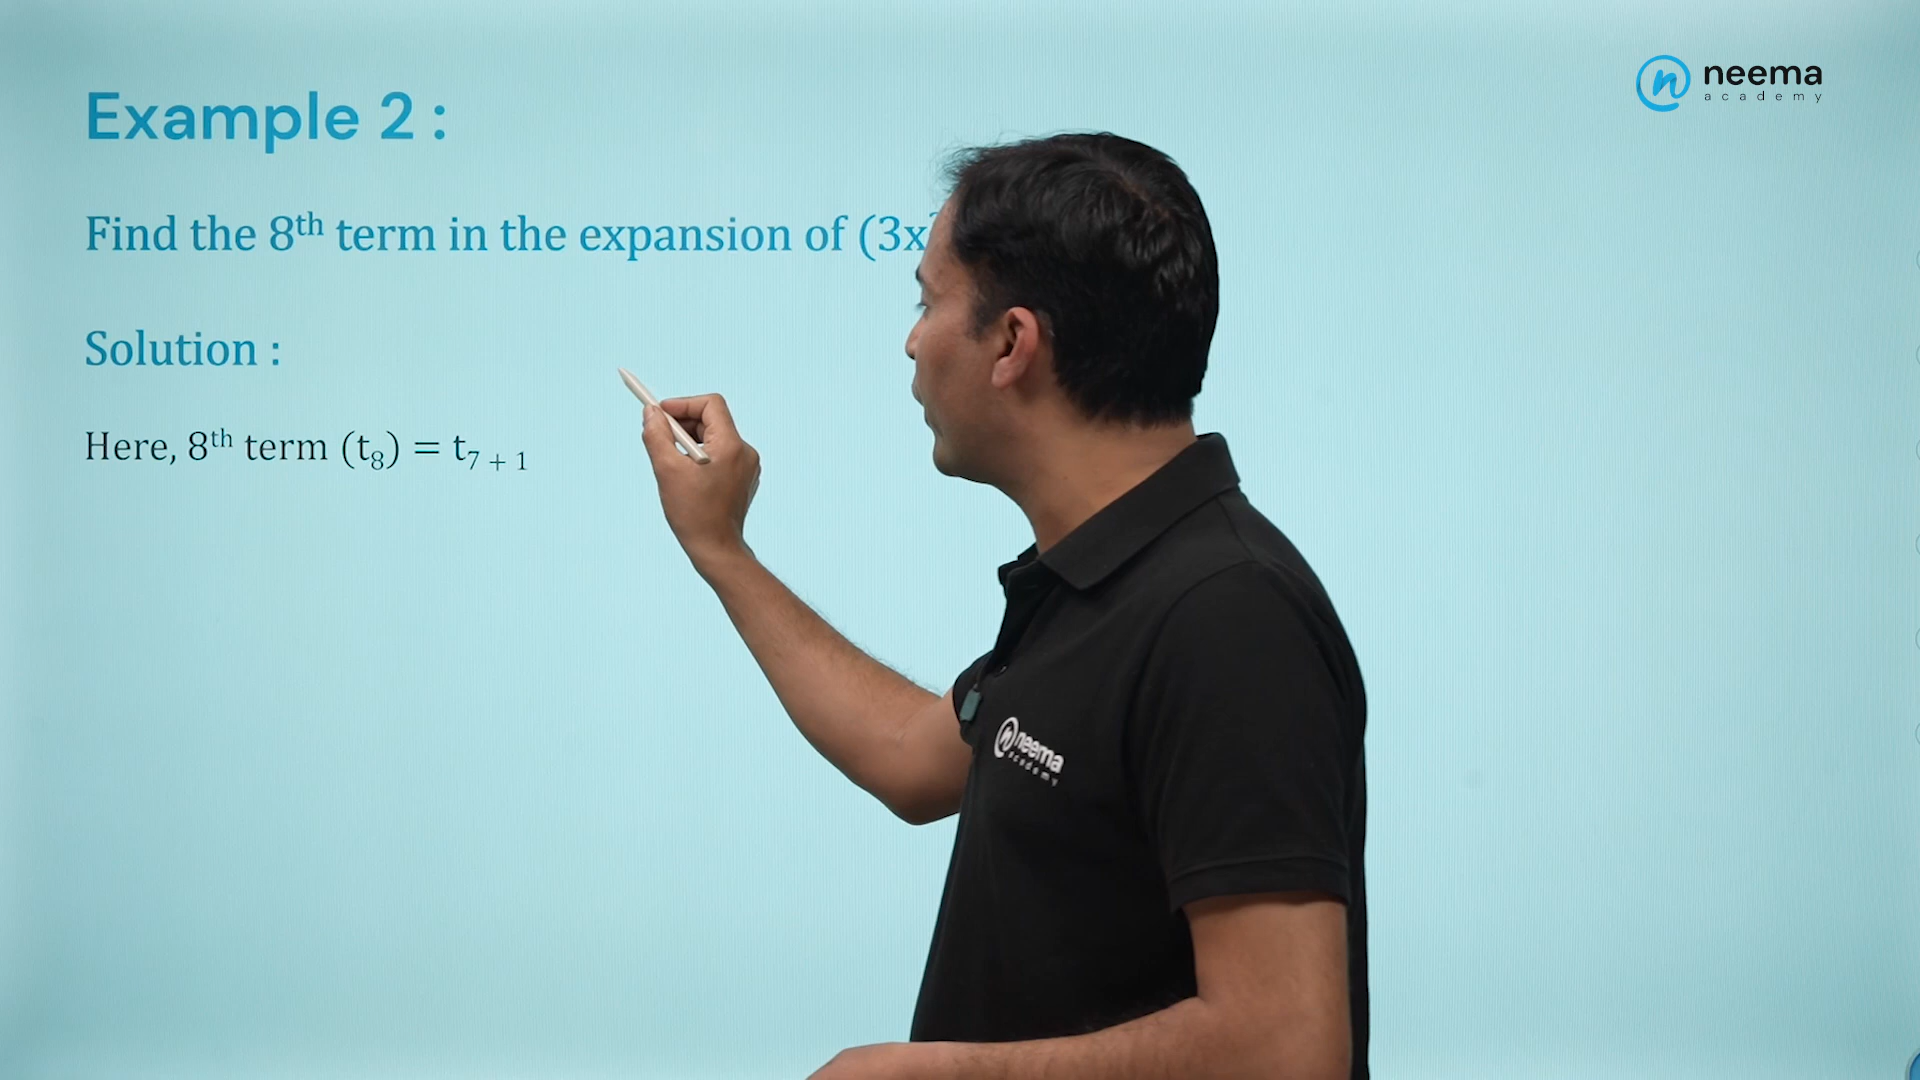 neema
academy
Example 2 :
Find the 8th term in the expansion of (3x
Solution :
Here, 8th term (t8) = t7 + 1
neema
academy